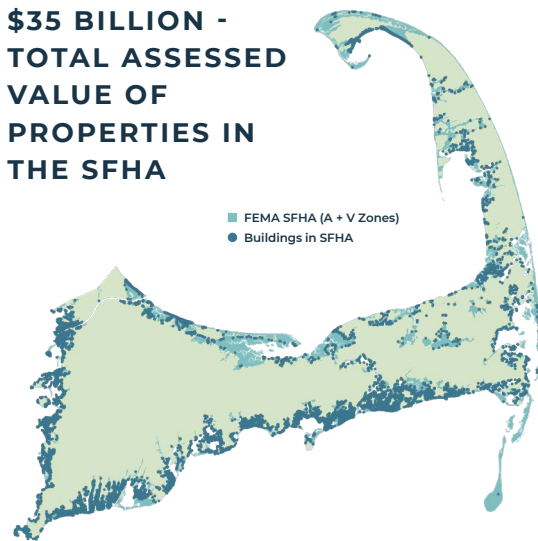 $35 BILLION -
TOTAL ASSESSED
VALUE OF
PROPERTIES IN
THE SFHA
FEMA SFHA (A + V Zones)
Buildings in SFHA